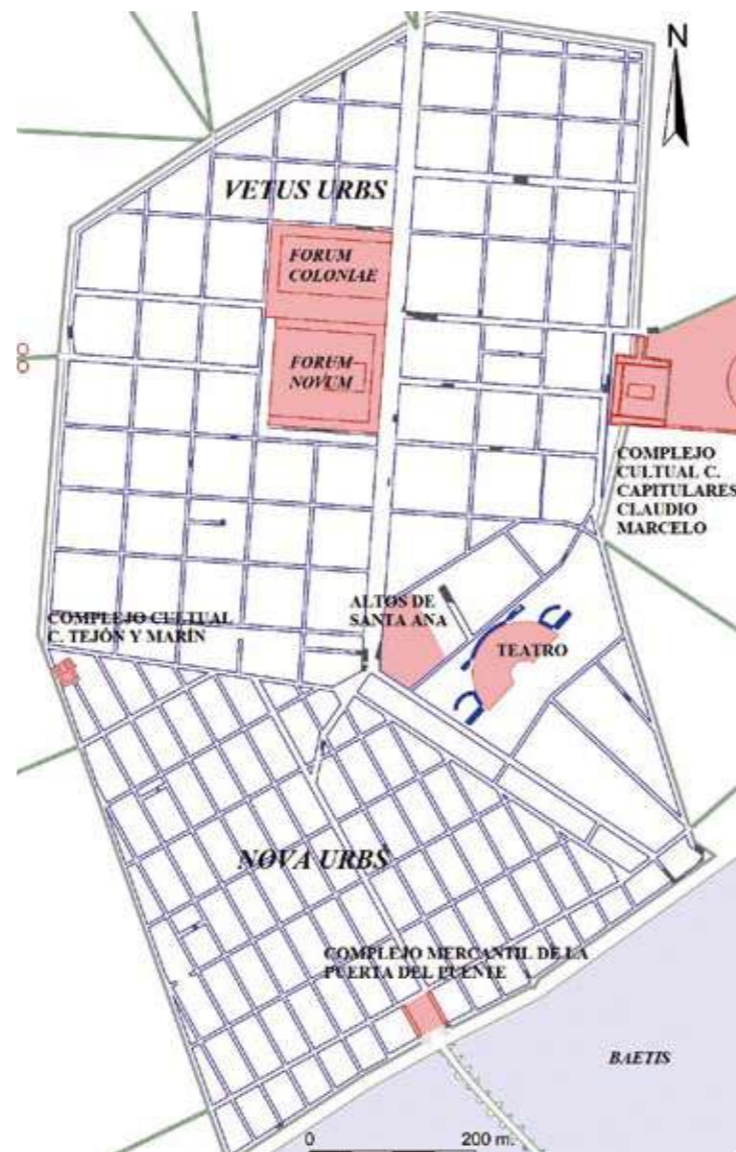 N
VETUS URBS
FORUM
COLONIAE
FORUM
NOVUM
COMPLEJO
CULTUAL C.
CAPITULARES
CLAUDIO
MARCELO
ALTOS DE
SANTA ANA
COMPLEJO CULTUAL
C. TEJÓN Y MARÍN
TEATRO
NOVA URBS
COMPLEJO MERCANTIL DE LA
PUERTA DEL PUENTE
BAETIS
0 200 m.